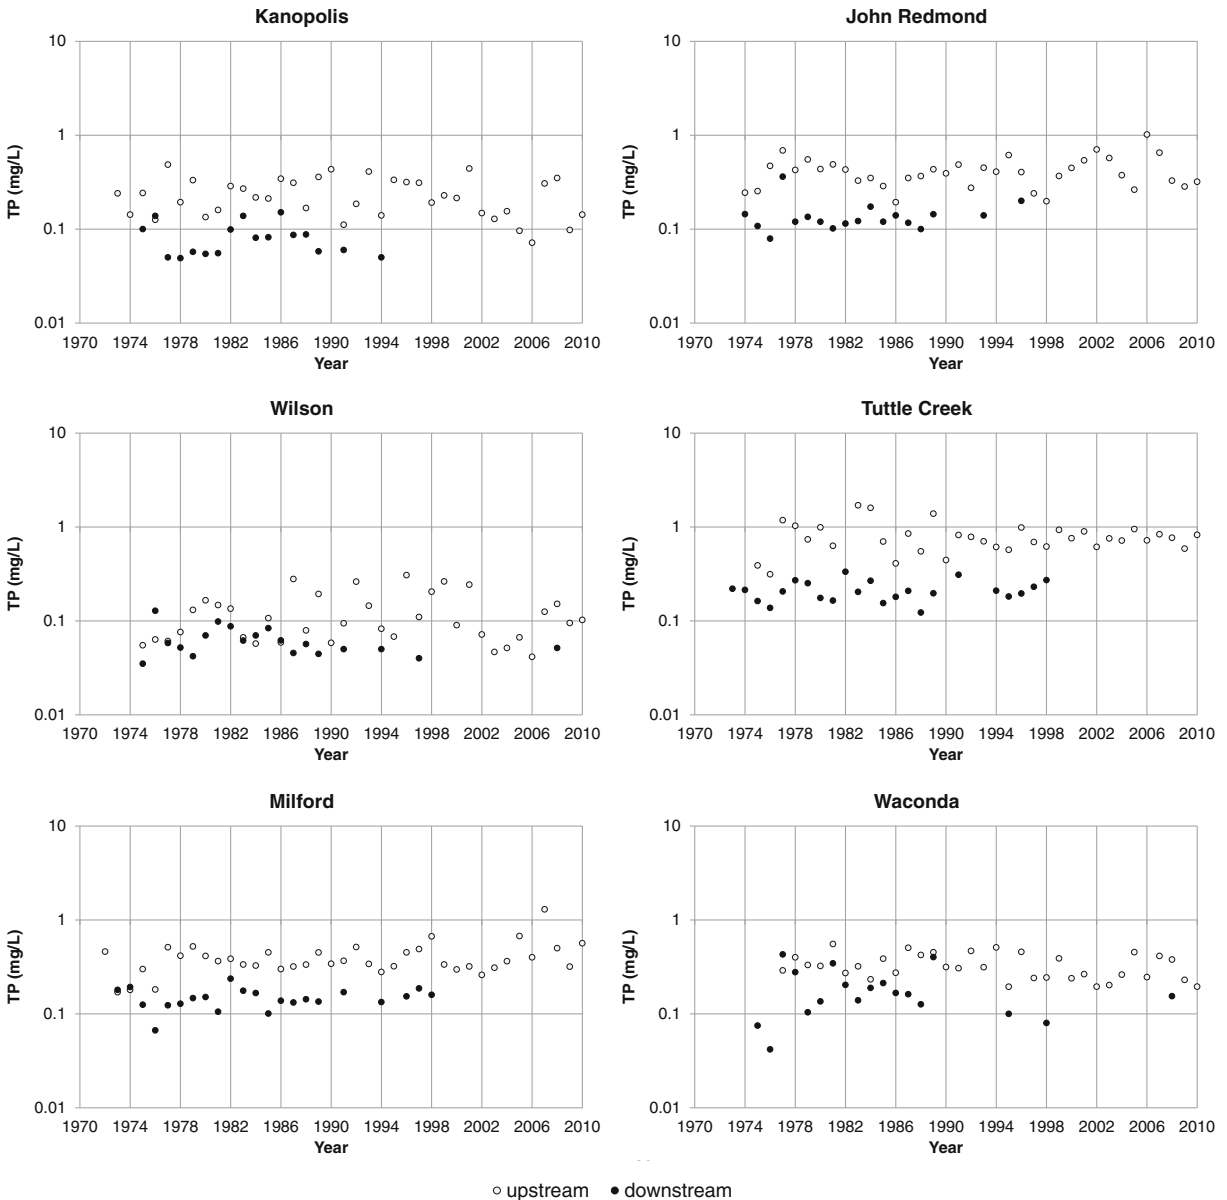 Kanopolis
10
1
0.1
0.01
TP (mg/L)
1970 1974 1978 1982 1986 1990 1994 1998 2002 2006 2010
Year
John Redmond
10
1
0.1
0.01
TP (mg/L)
1970 1974 1978 1982 1986 1990 1994 1998 2002 2006 2010
Year
Wilson
10
1
0.1
0.01
TP (mg/L)
1970 1974 1978 1982 1986 1990 1994 1998 2002 2006 2010
Year
Tuttle Creek
10
1
0.1
0.01
TP (mg/L)
1970 1974 1978 1982 1986 1990 1994 1998 2002 2006 2010
Year
Milford
10
1
0.1
0.01
TP (mg/L)
1970 1974 1978 1982 1986 1990 1994 1998 2002 2006 2010
Year
Waconda
10
1
0.1
0.01
TP (mg/L)
1970 1974 1978 1982 1986 1990 1994 1998 2002 2006 2010
Year
upstream downstream